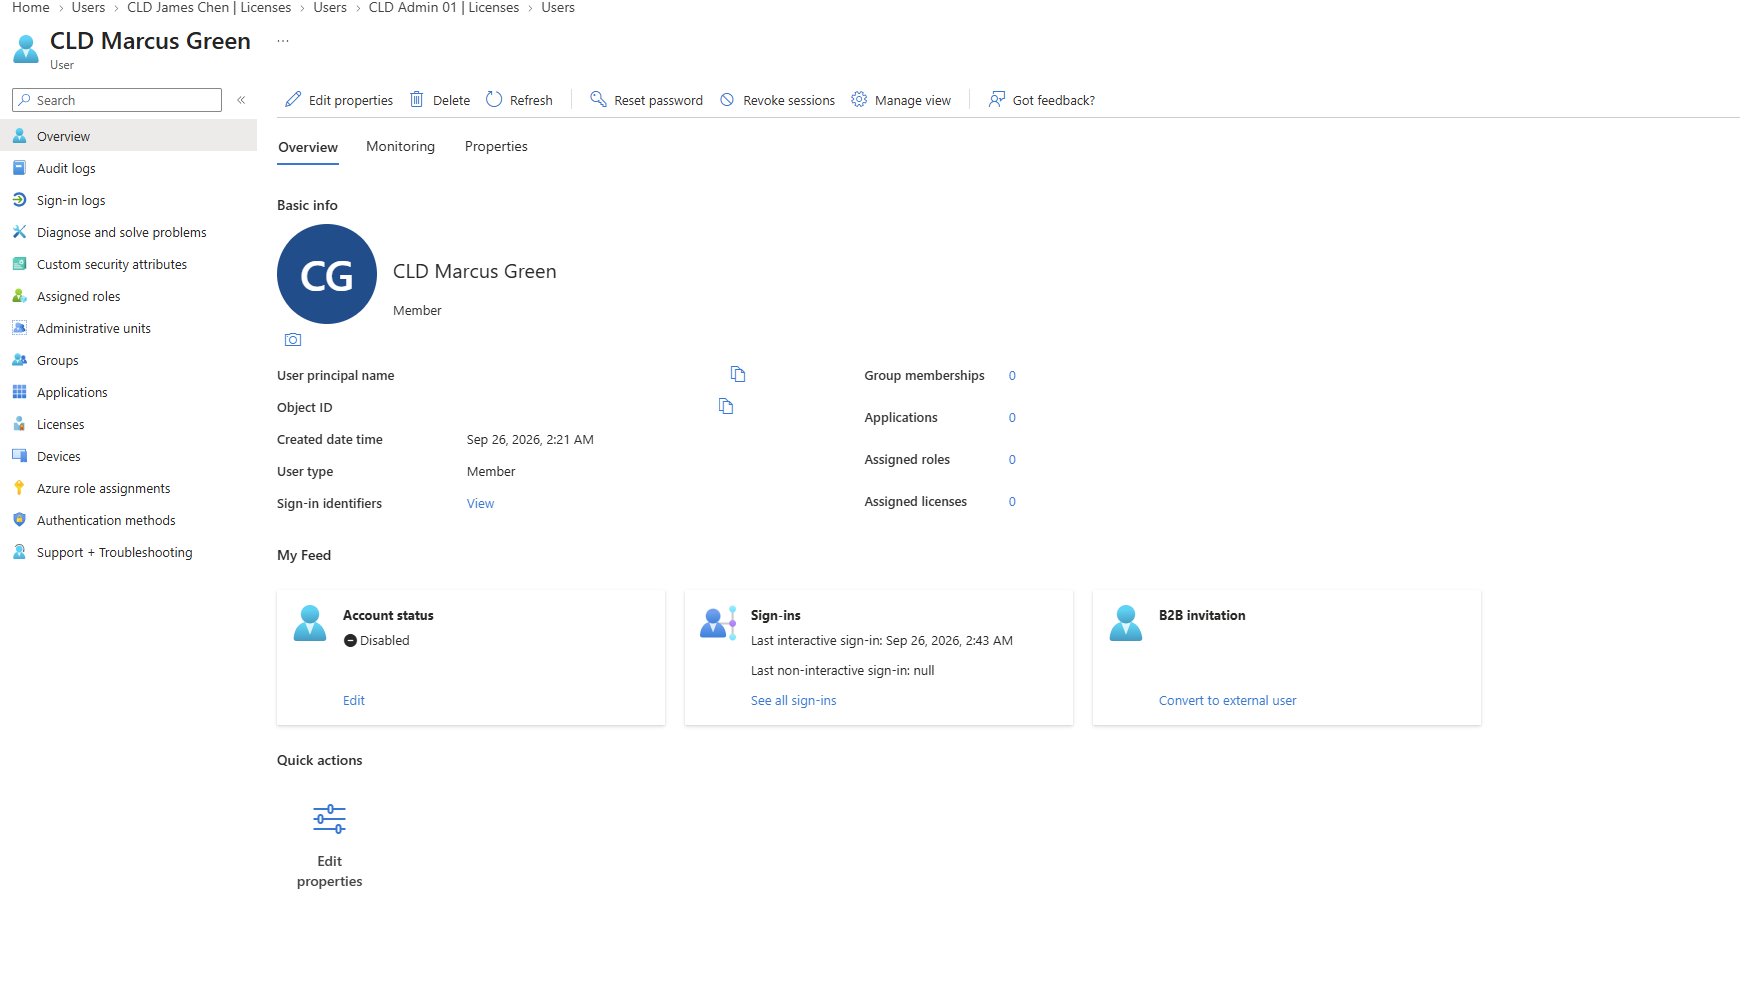 Home > Users > CLD James Chen | Licenses > Users > CLD Admin 01 | Licenses > Users
CLD Marcus Green ...
User
Search «
Edit properties Delete Refresh Reset password Revoke sessions Manage view Got feedback?
Overview
Audit logs
Sign-in logs
Diagnose and solve problems
Custom security attributes
Assigned roles
Administrative units
Groups
Applications
Licenses
Devices
Azure role assignments
Authentication methods
Support + Troubleshooting
Overview Monitoring Properties
Basic info
CG
CLD Marcus Green
Member
User principal name
Object ID
Created date time Sep 26, 2026, 2:21 AM
User type Member
Sign-in identifiers View
Group memberships 0
Applications 0
Assigned roles 0
Assigned licenses 0
My Feed
Account status
Disabled
Edit
Sign-ins
Last interactive sign-in: Sep 26, 2026, 2:43 AM
Last non-interactive sign-in: null
See all sign-ins
B2B invitation
Convert to external user
Quick actions
Edit
properties